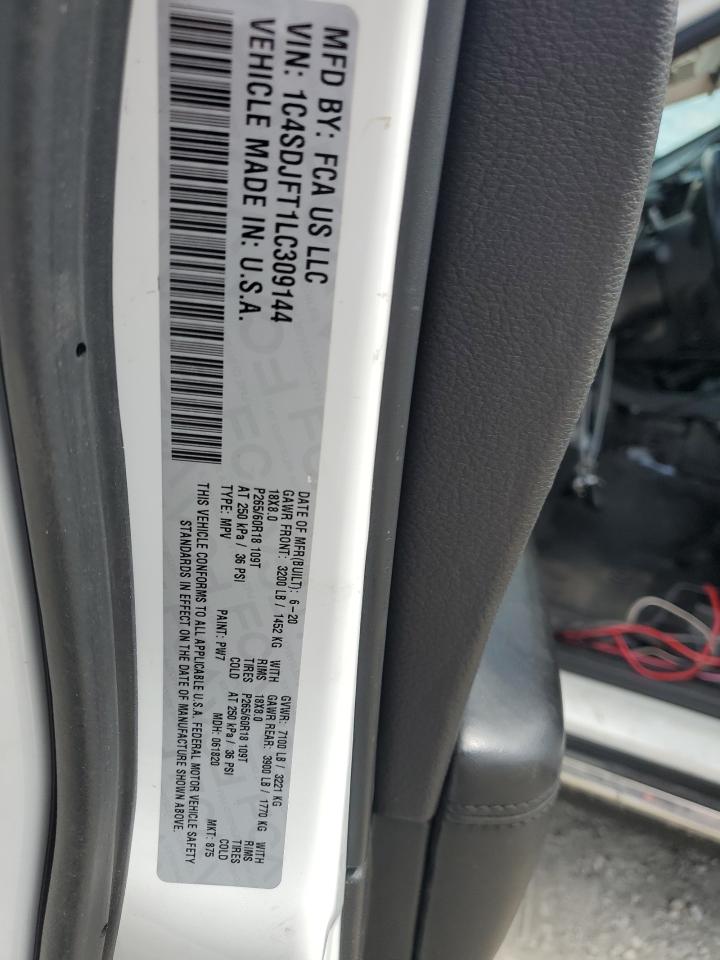 MFD BY: FCA US LLC
VIN: 1C4SDJFT1LC309144
VEHICLE MADE IN: U.S.A.
DATE OF MFR(BUILT): 6-20 GVWR: 7100 LB / 3221 KG
GAWR FRONT: 3200 LB / 1452 KG WITH GAWR REAR: 3900 LB / 1770 KG WITH
18X8.0 RIMS 18X8.0 RIMS
P265/60R18 109T TIRES P265/60R18 109T TIRES
AT 250 kPa / 36 PSI COLD AT 250 kPa / 36 PSI COLD
TYPE: MPV PAINT: PW7 MDH: 061820 MKT: 875
THIS VEHICLE CONFORMS TO ALL APPLICABLE U.S.A. FEDERAL MOTOR VEHICLE SAFETY
STANDARDS IN EFFECT ON THE DATE OF MANUFACTURE SHOWN ABOVE.